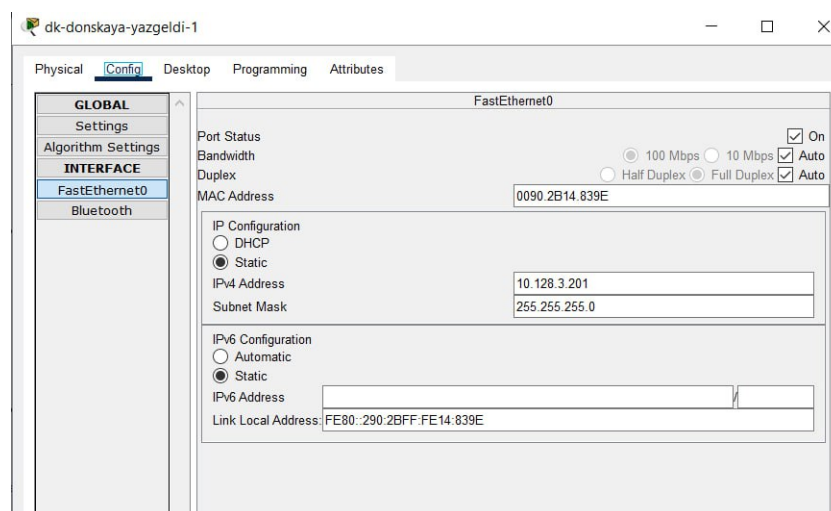 dk-donskaya-yazgeldi-1
Physical Config Desktop Programming Attributes
GLOBAL
Settings
Algorithm Settings
INTERFACE
FastEthernet0
Bluetooth
FastEthernet0
Port Status On
Bandwidth 100 Mbps 10 Mbps Auto
Duplex Half Duplex Full Duplex Auto
MAC Address 0090.2B14.839E
IP Configuration
DHCP
Static
IPv4 Address 10.128.3.201
Subnet Mask 255.255.255.0
IPv6 Configuration
Automatic
Static
IPv6 Address /
Link Local Address: FE80::290:2BFF:FE14:839E